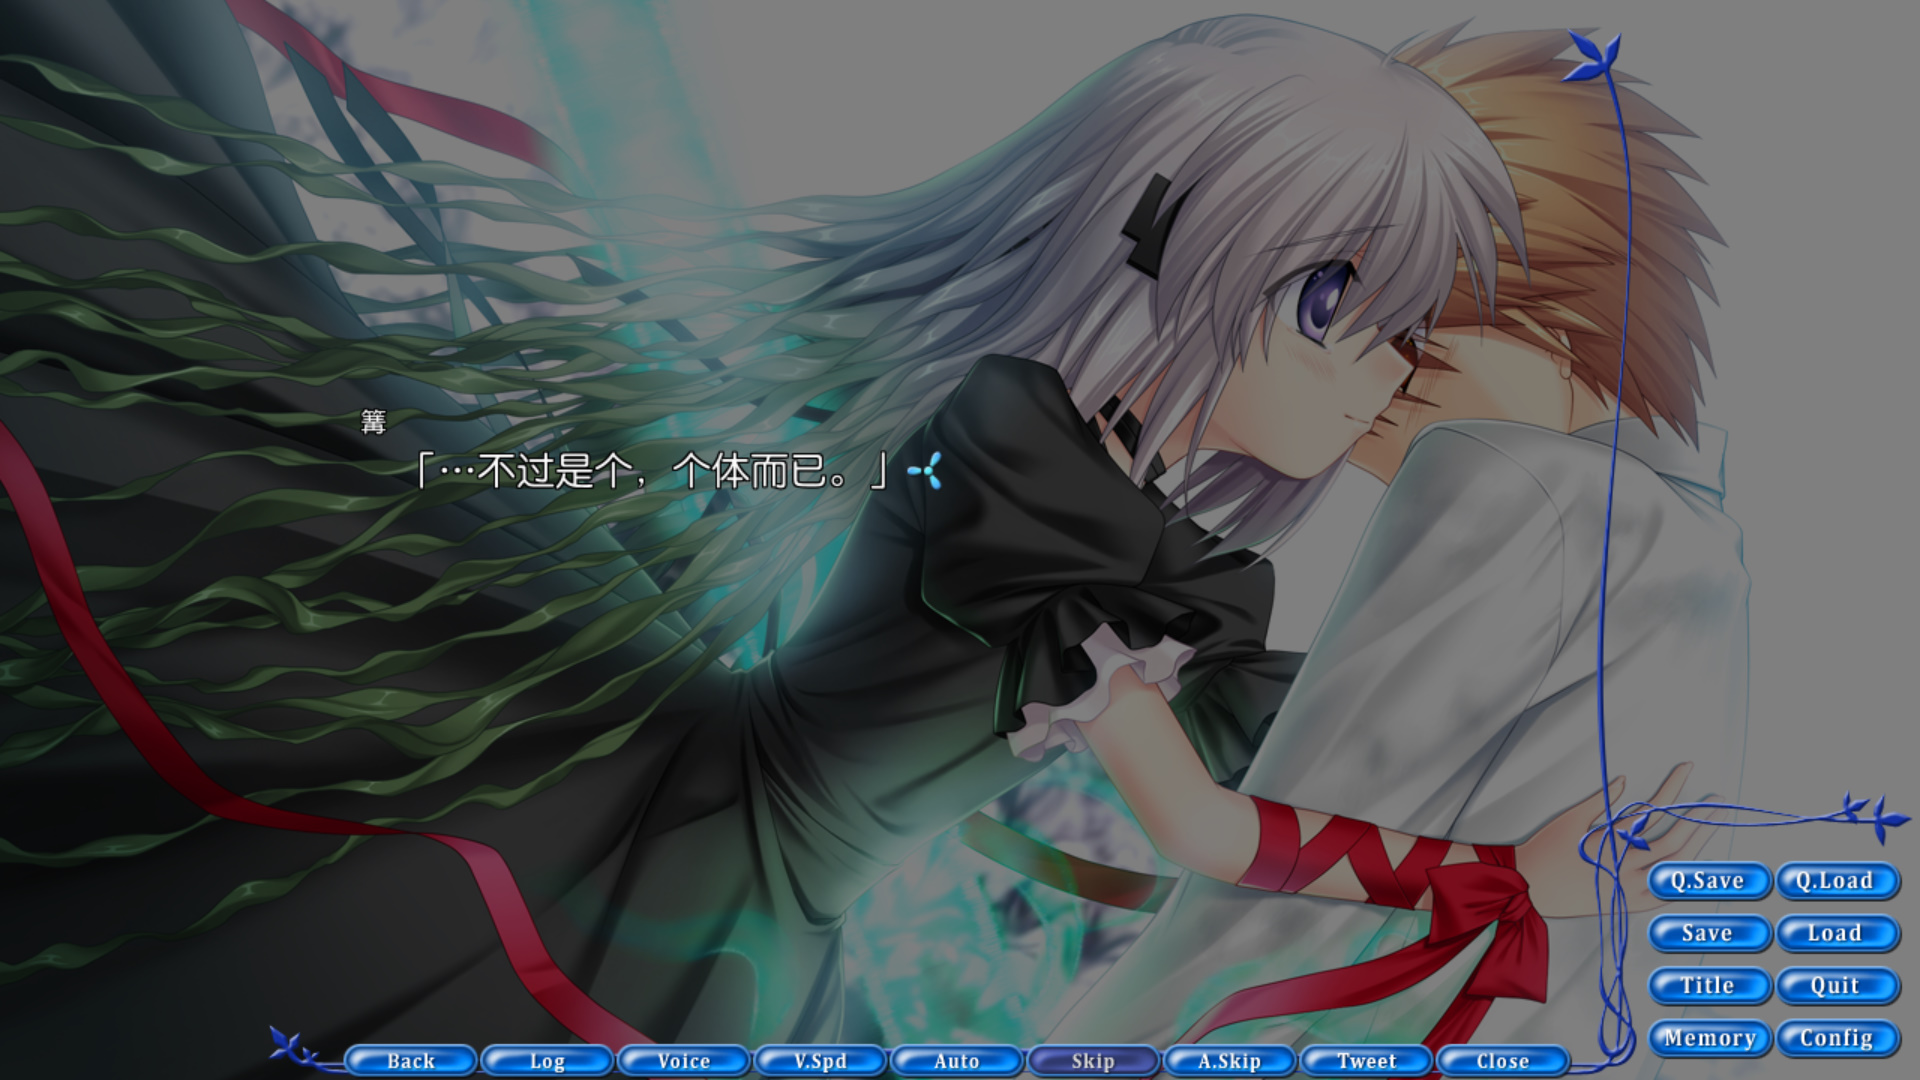 篝
「…不过是个，个体而已。」
Q.Save Q.Load
Save Load
Title Quit
Memory Config
Back Log Voice V.Spd Auto Skip A.Skip Tweet Close